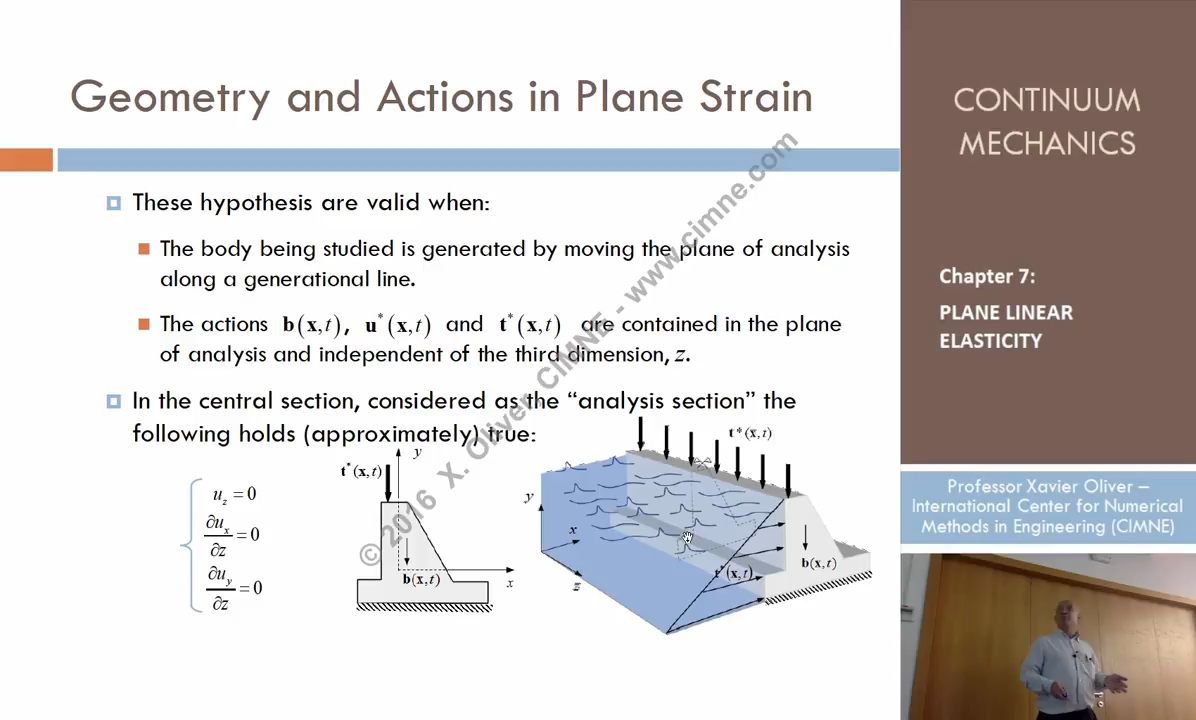 Geometry and Actions in Plane Strain
These hypothesis are valid when:
The body being studied is generated by moving the plane of analysis
along a generational line.
The actions b(x,t), u*(x,t) and t*(x,t) are contained in the plane
of analysis and independent of the third dimension, z.
In the central section, considered as the “analysis section” the
following holds (approximately) true:
u_z = 0
∂u_x/∂z = 0
∂u_y/∂z = 0
t*(x,t)
y
b(x,t)
x
t*(x,t)
y
x
z
t*(x,t)
b(x,t)
© 2016 X. Oliver. CIMNE - www.cimne.com
CONTINUUM
MECHANICS
Chapter 7:
PLANE LINEAR
ELASTICITY
Professor Xavier Oliver –
International Center for Numerical
Methods in Engineering (CIMNE)